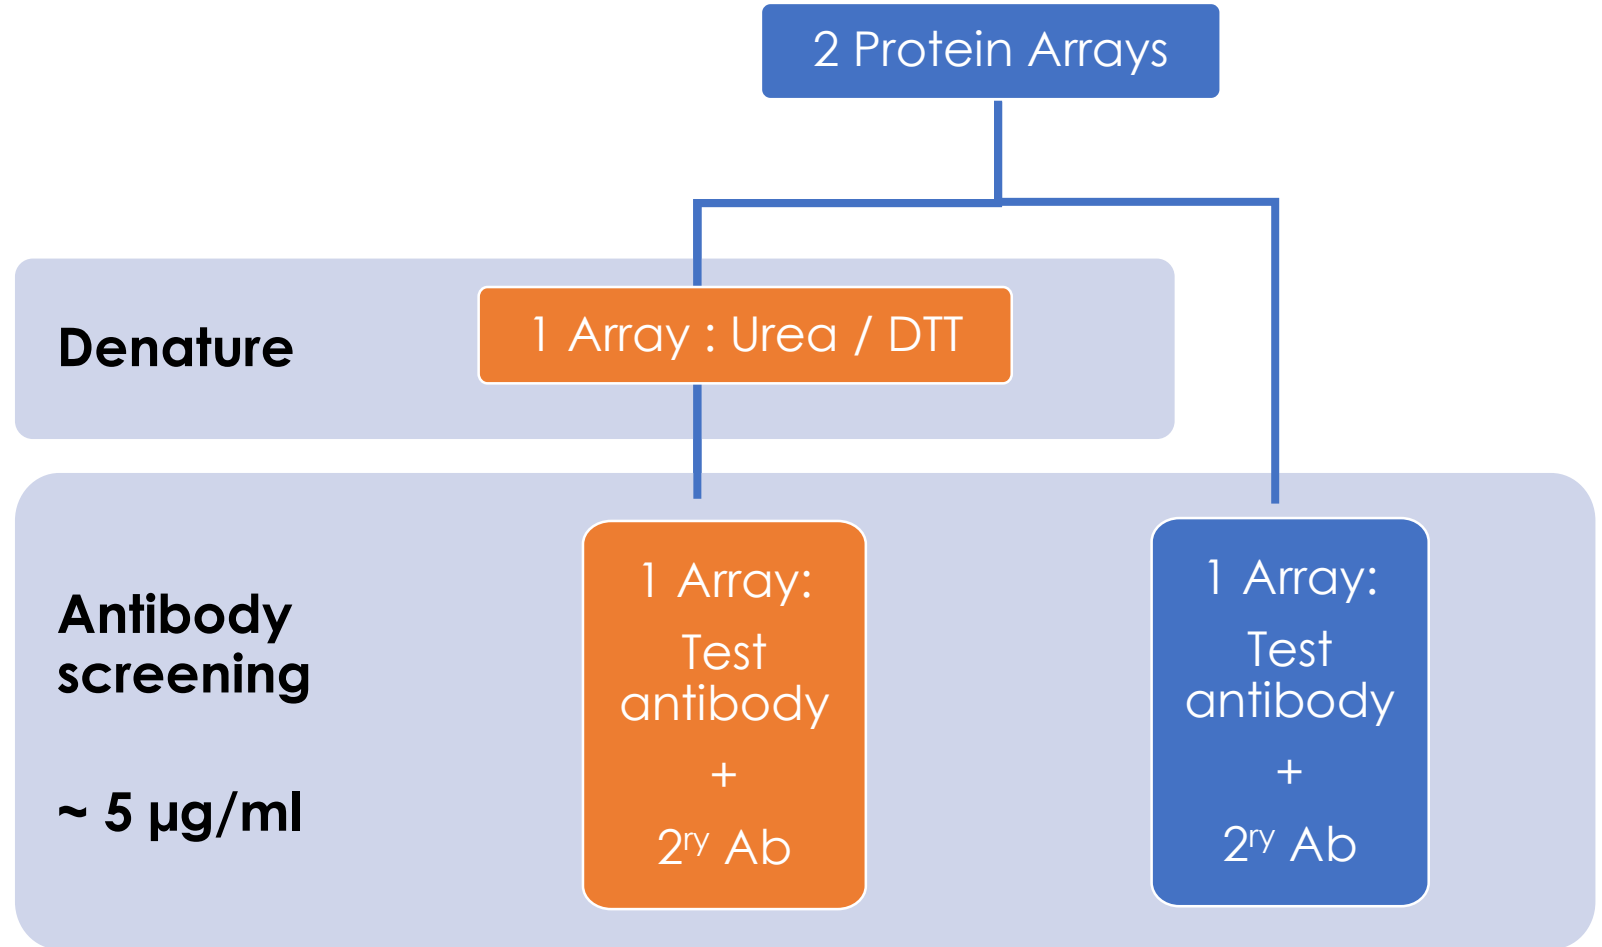 2 Protein Arrays
Denature
1 Array : Urea / DTT
Antibody
screening
~ 5 µg/ml
1 Array:
Test
antibody
+
2ry Ab
1 Array:
Test
antibody
+
2ry Ab